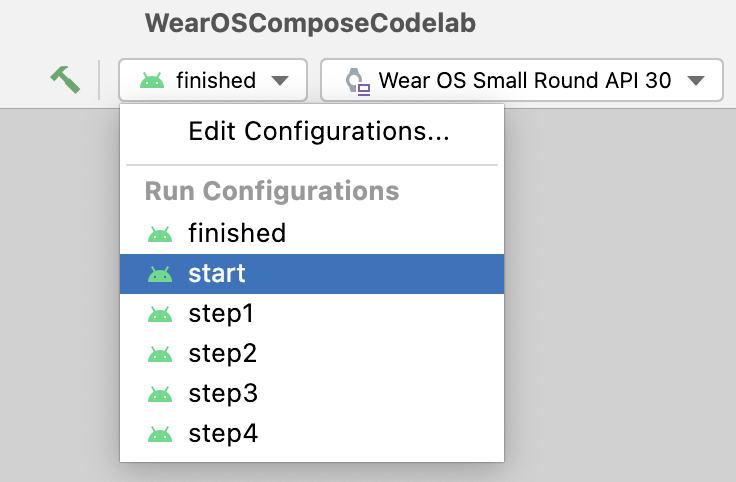 WearOSComposeCodelab
finished
Wear OS Small Round API 30
Edit Configurations...
Run Configurations
finished
start
step1
step2
step3
step4